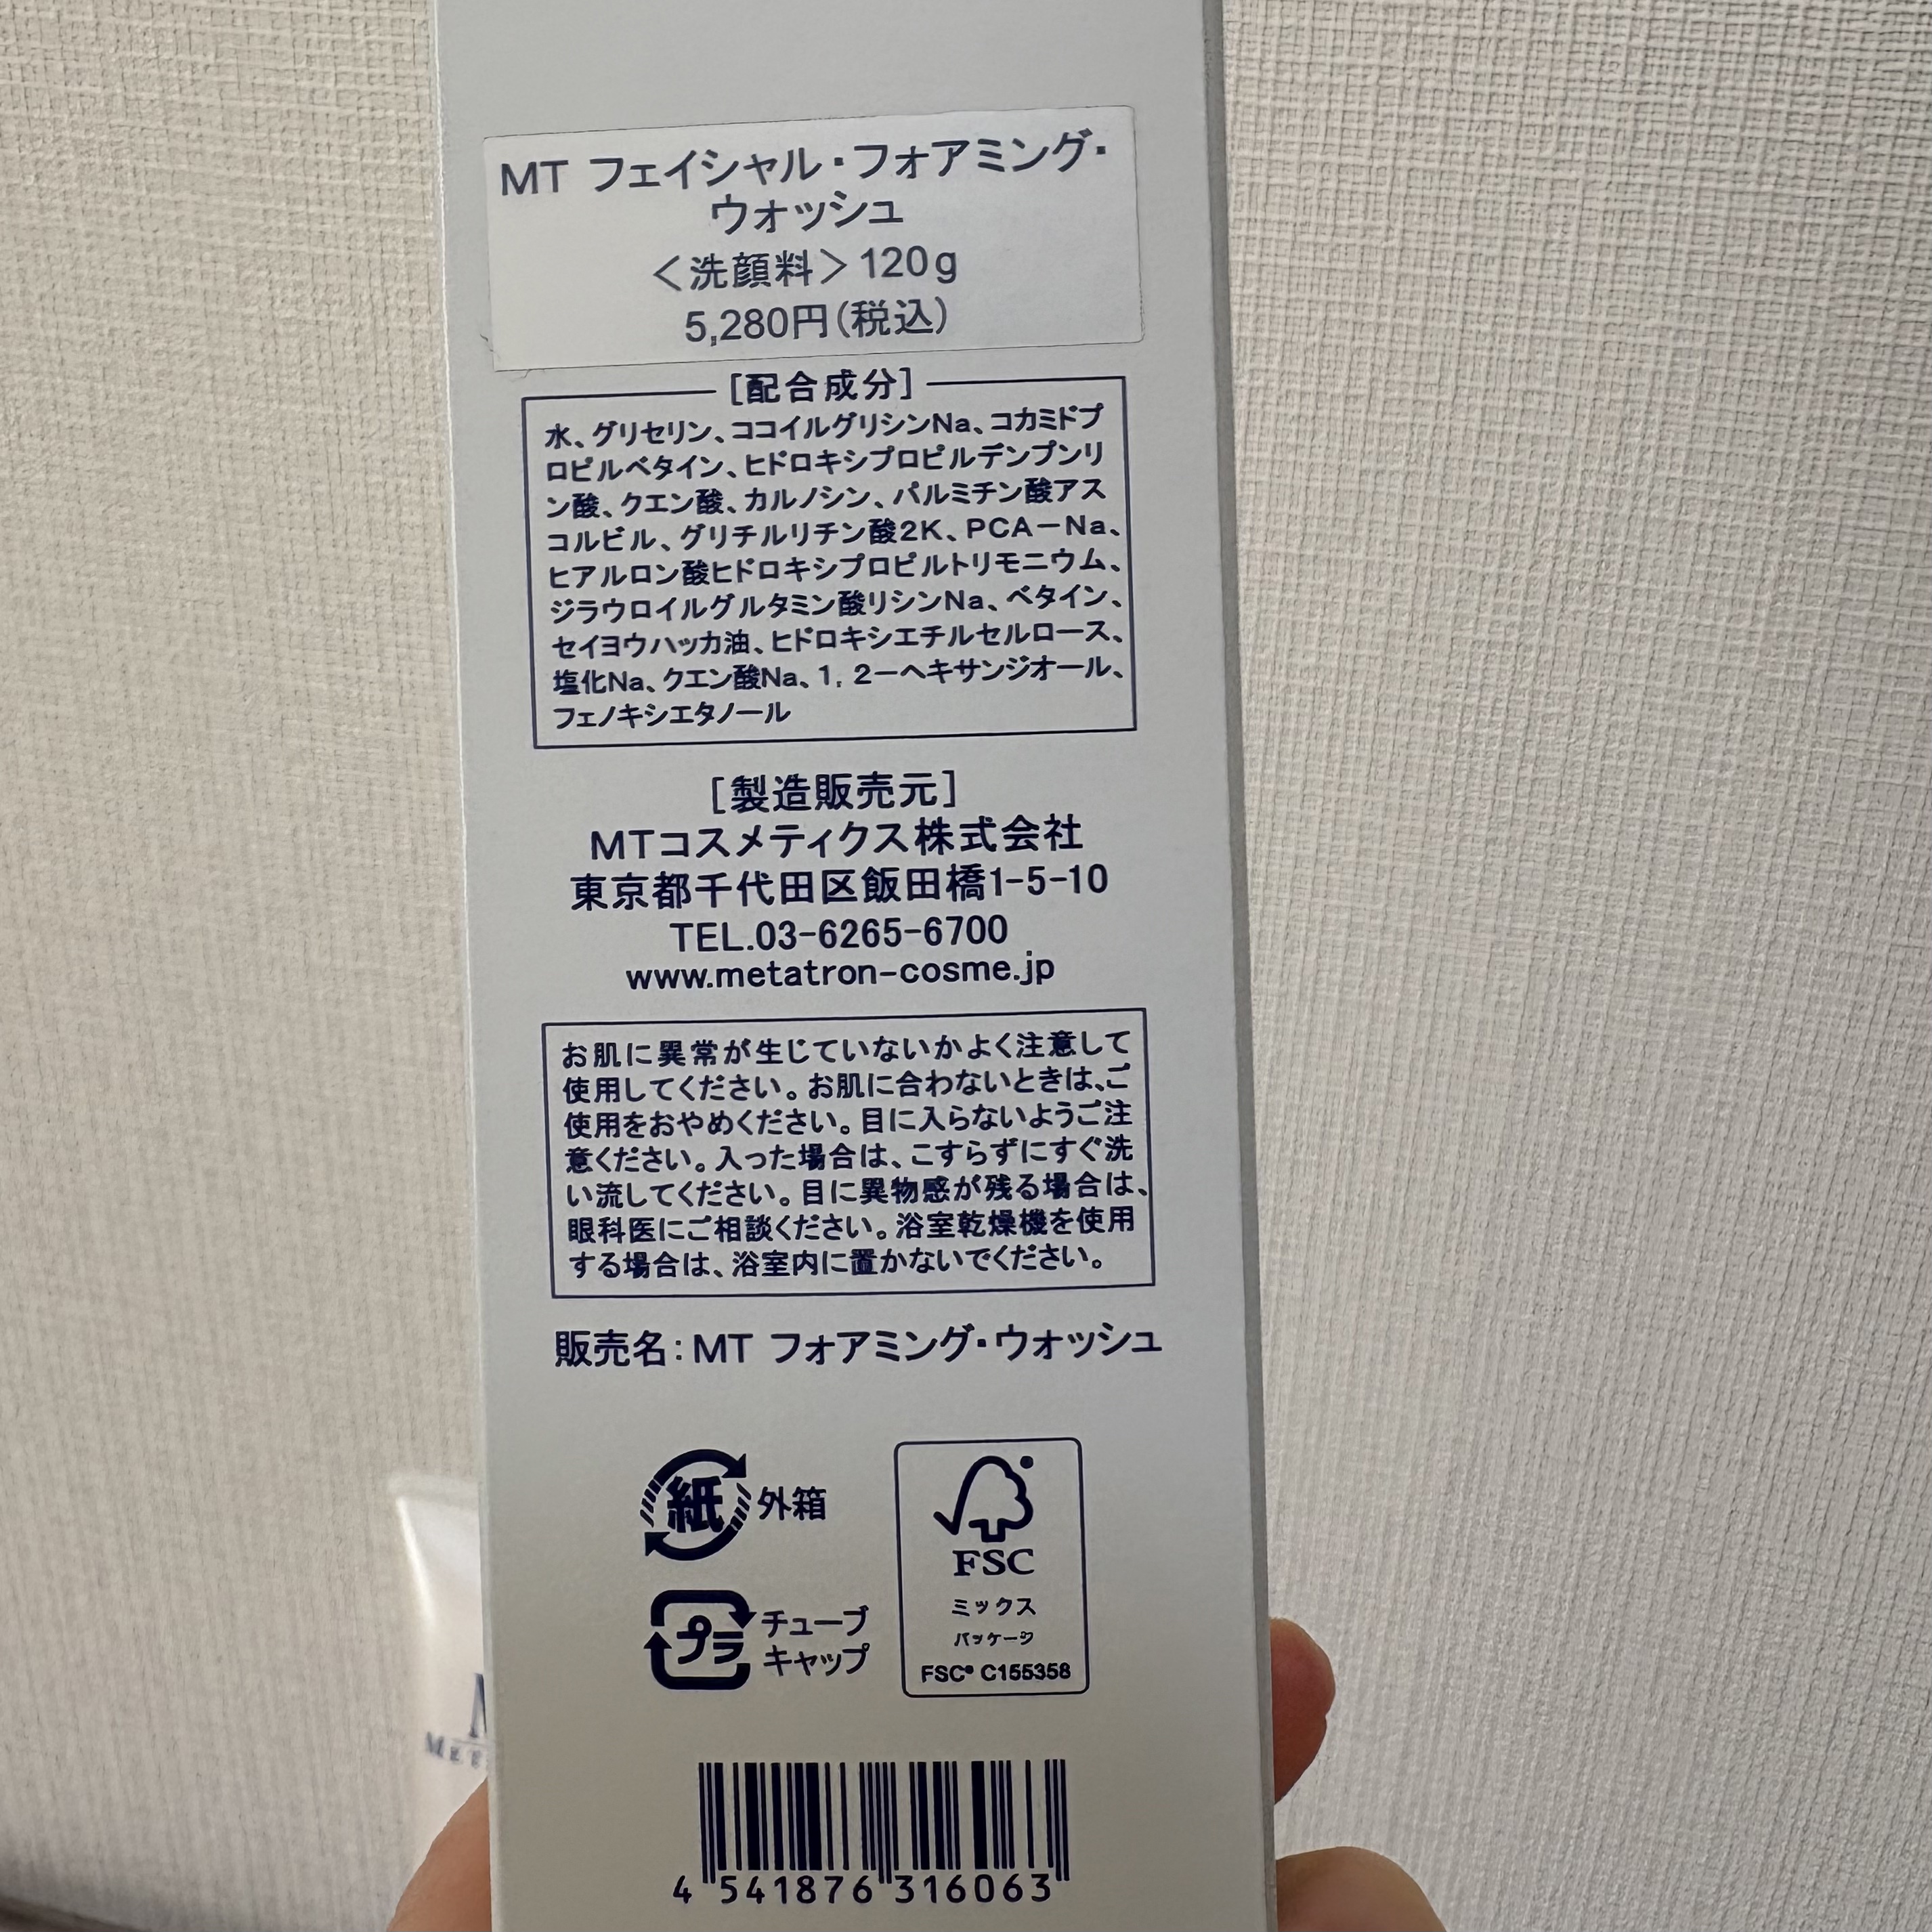 MT フェイシャル・フォアミング・
ウォッシュ
＜洗顔料＞120g
5,280円(税込)
[配合成分]
水、グリセリン、ココイルグリシンNa、コカミドプ
ロピルベタイン、ヒドロキシプロピルデンプンリ
ン酸、クエン酸、カルノシン、パルミチン酸アス
コルビル、グリチルリチン酸2K、PCA－Na、
ヒアルロン酸ヒドロキシプロピルトリモニウム、
ジラウロイルグルタミン酸リシンNa、ベタイン、
セイヨウハッカ油、ヒドロキシエチルセルロース、
塩化Na、クエン酸Na、1, 2－ヘキサンジオール、
フェノキシエタノール
[製造販売元]
MTコスメティクス株式会社
東京都千代田区飯田橋1-5-10
TEL.03-6265-6700
www.metatron-cosme.jp
お肌に異常が生じていないかよく注意して
使用してください。お肌に合わないときは、ご
使用をおやめください。目に入らないようご注
意ください。入った場合は、こすらずにすぐ洗
い流してください。目に異物感が残る場合は、
眼科医にご相談ください。浴室乾燥機を使用
する場合は、浴室内に置かないでください。
販売名：MT フォアミング・ウォッシュ
紙 外箱
プラ チューブ
キャップ
FSC
ミックス
パッケージ
FSC® C155358
4 541876 316063